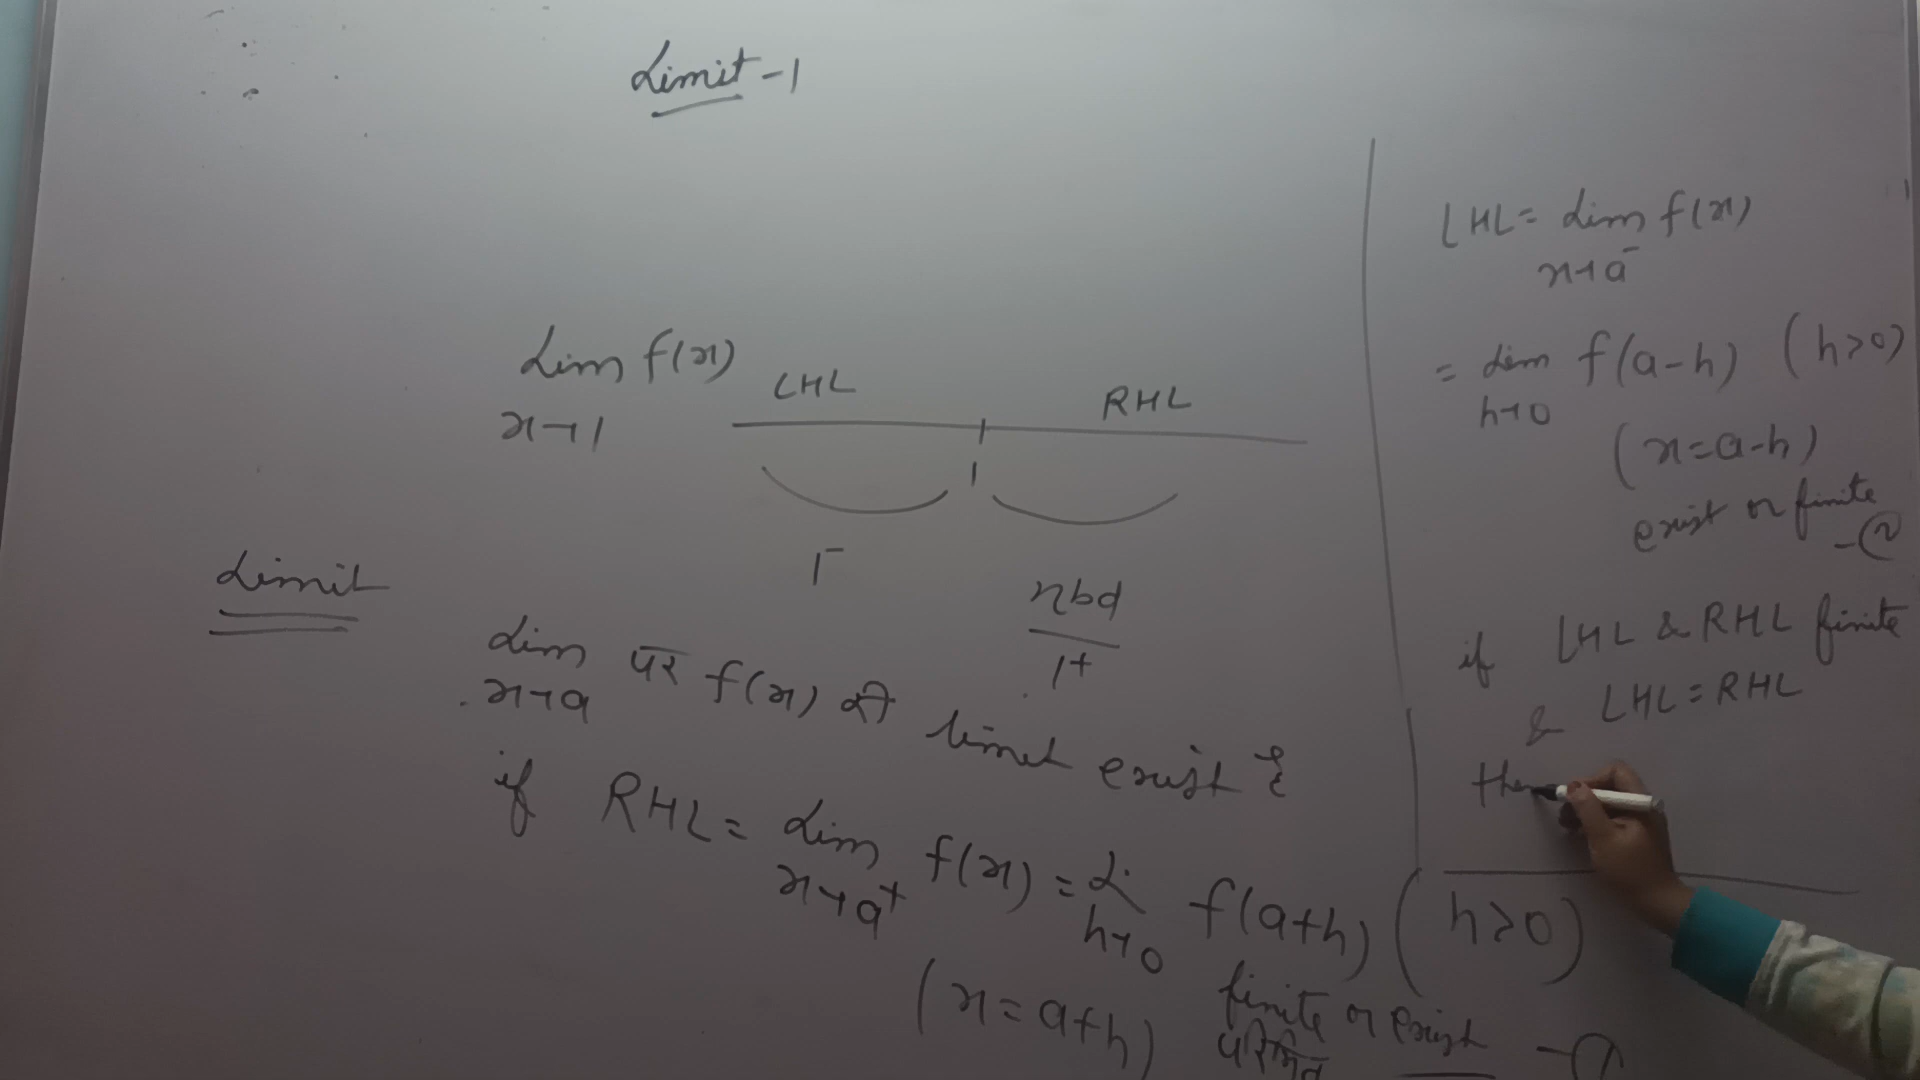 Limit-1
Lim f(x)
x→1
LHL
RHL
1
1⁻
nbd
1+
Limit
Lim पर f(x) की limit exist है
x→a
if RHL = Lim f(x) = L. f(a+h) (h>0)
x→a⁺ h→0
(x=a+h) finite or exist
परिमित
LHL = Lim f(x)
x→a⁻
= Lim f(a-h) (h>0)
h→0
(x=a-h)
exist or finite
-②
if LHL & RHL finite
& LHL=RHL
then